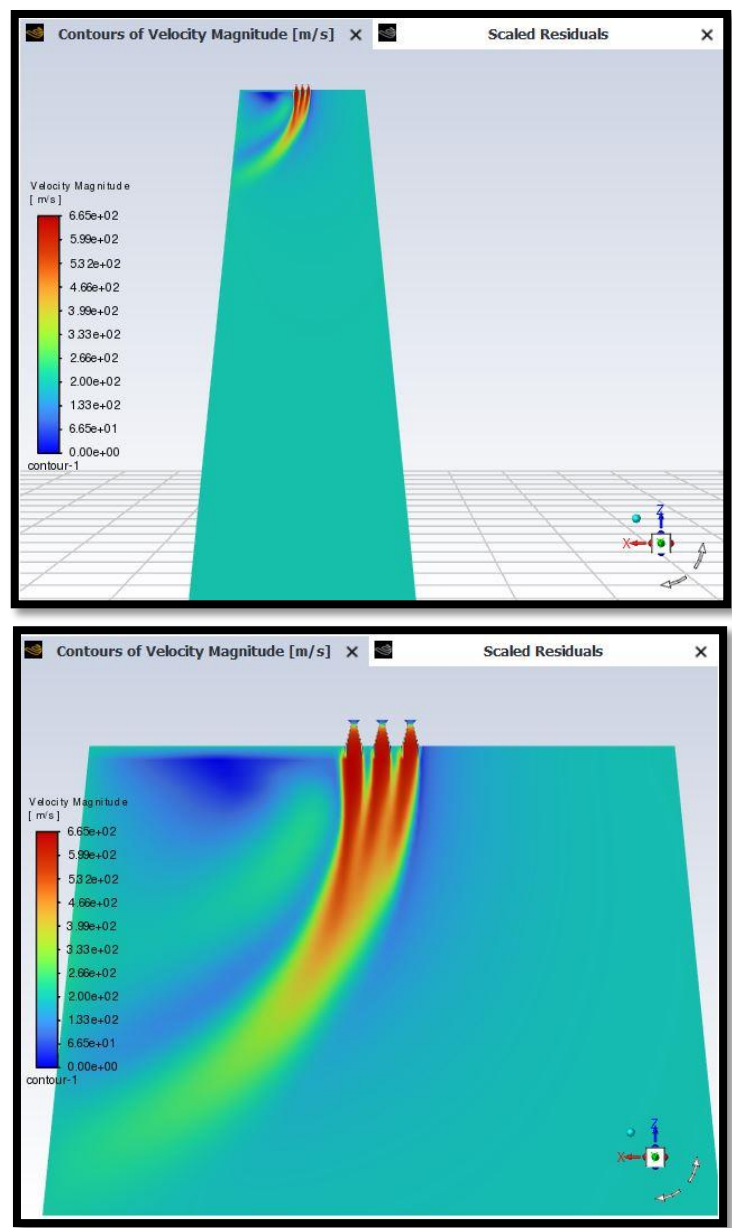 Contours of Velocity Magnitude [m/s] × Scaled Residuals ×
Velocity Magnitude
[ m/s ]
6.65e+02
5.99e+02
5.32e+02
4.66e+02
3.99e+02
3.33e+02
2.66e+02
2.00e+02
1.33e+02
6.65e+01
0.00e+00
contour-1
Z
X
Contours of Velocity Magnitude [m/s] × Scaled Residuals ×
Velocity Magnitude
[ m/s ]
6.65e+02
5.99e+02
5.32e+02
4.66e+02
3.99e+02
3.33e+02
2.66e+02
2.00e+02
1.33e+02
6.65e+01
0.00e+00
contour-1
Z
X